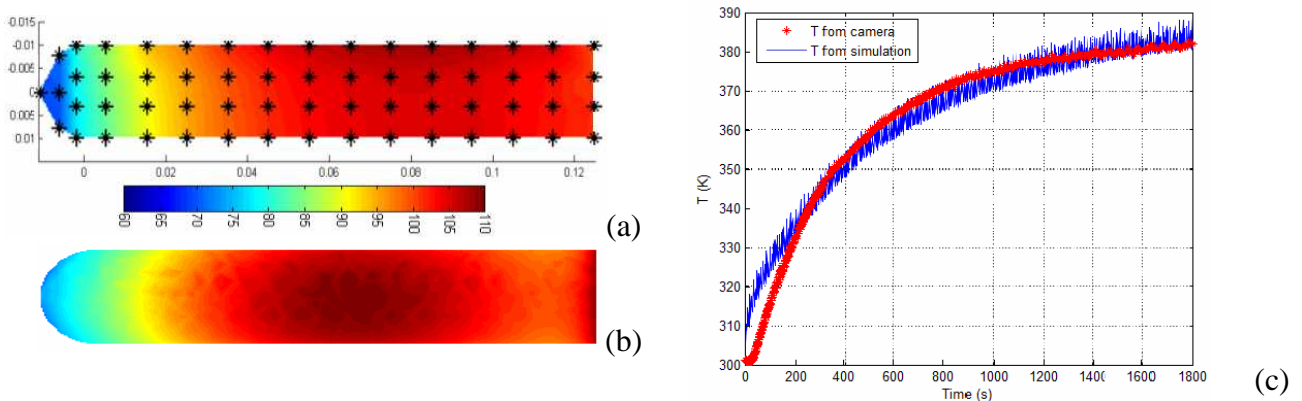 -0.015
-0.01
-0.005
0
0.005
0.01
0 0.02 0.04 0.06 0.08 0.1 0.12
60 65 70 75 80 85 90 95 100 105 110
(a)
(b)
390
380
370
360
350
340
330
320
310
300
T (K)
T fom camera
T fom simulation
0 200 400 600 800 1000 1200 1400 1600 1800
Time (s)
(c)